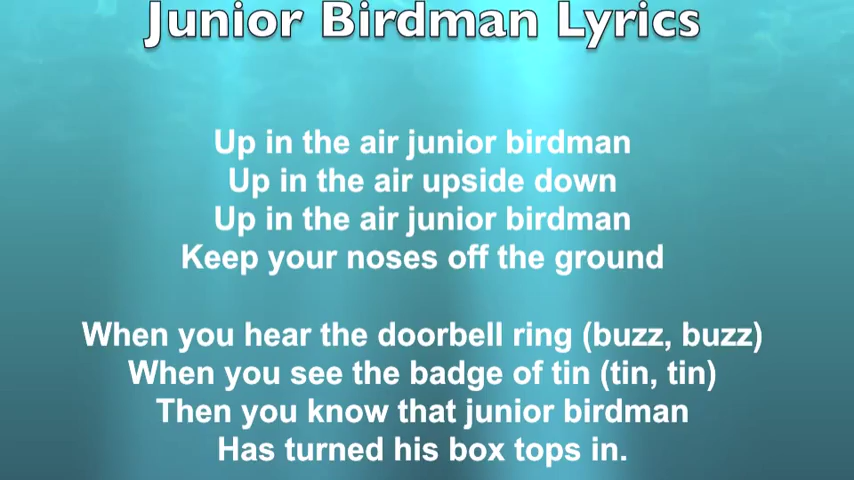 Junior Birdman Lyrics
Up in the air junior birdman
Up in the air upside down
Up in the air junior birdman
Keep your noses off the ground
When you hear the doorbell ring (buzz, buzz)
When you see the badge of tin (tin, tin)
Then you know that junior birdman
Has turned his box tops in.